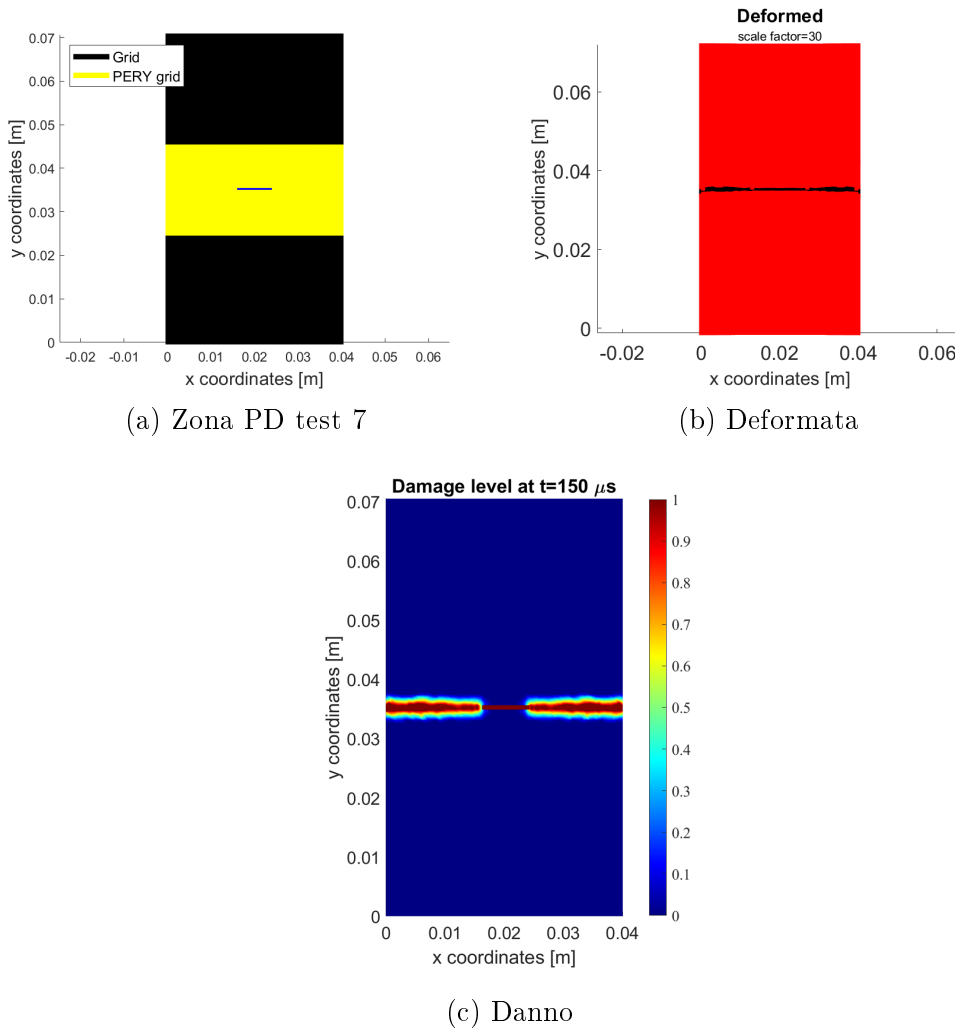 Grid
PERY grid
0.07
0.06
0.05
0.04
0.03
0.02
0.01
0
y coordinates [m]
-0.02 -0.01 0 0.01 0.02 0.03 0.04 0.05 0.06
x coordinates [m]
(a) Zona PD test 7
Deformed
scale factor=30
0.06
0.04
0.02
0
y coordinates [m]
-0.02 0 0.02 0.04 0.06
x coordinates [m]
(b) Deformata
Damage level at t=150 μs
0.07
0.06
0.05
0.04
0.03
0.02
0.01
0
y coordinates [m]
0 0.01 0.02 0.03 0.04
x coordinates [m]
1
0.9
0.8
0.7
0.6
0.5
0.4
0.3
0.2
0.1
0
(c) Danno